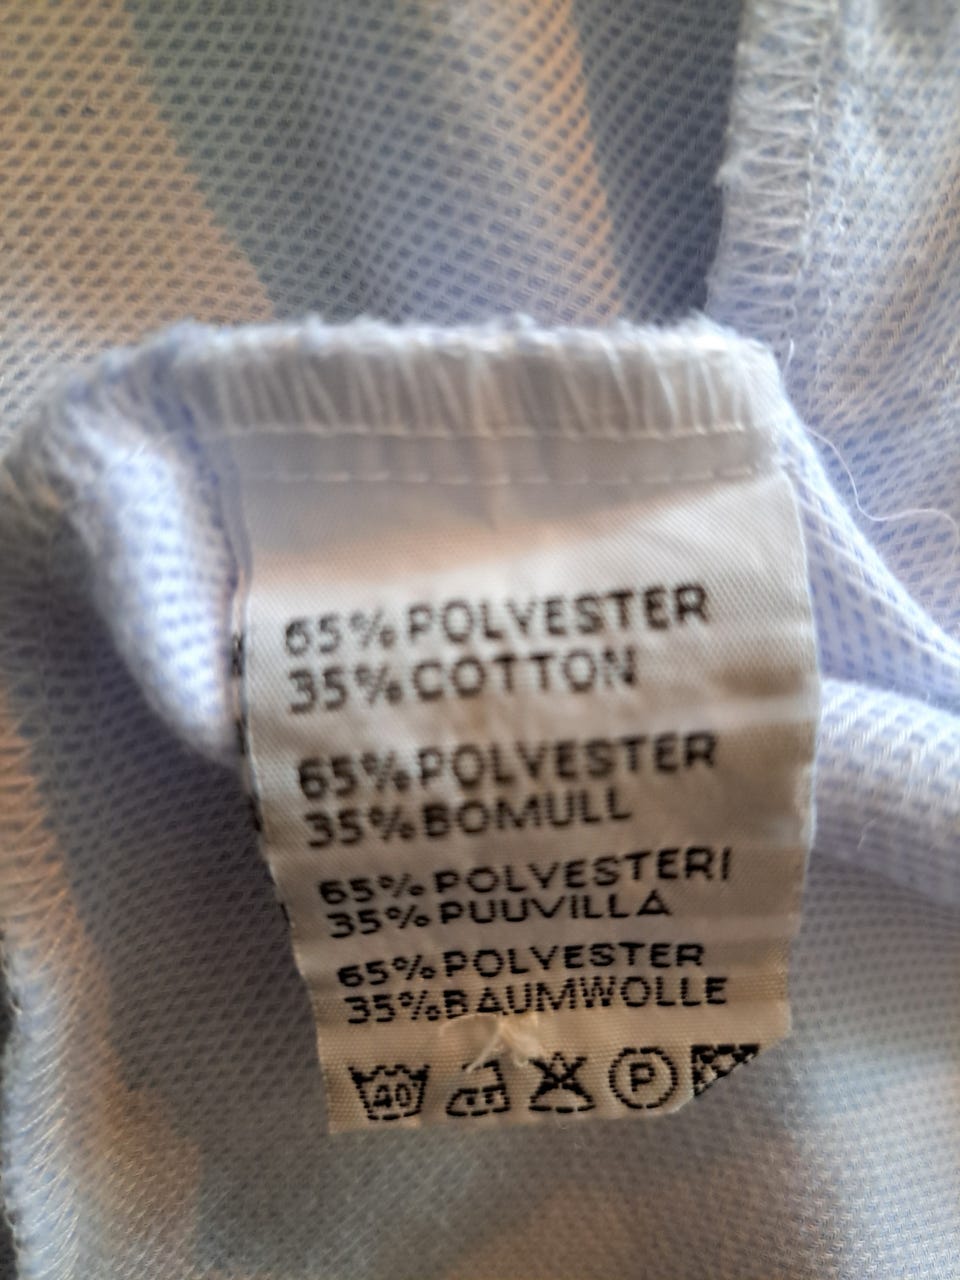 65% POLYESTER
35% COTTON
65% POLYESTER
35% BOMULL
65% POLYESTERI
35% PUUVILLA
65% POLYESTER
35% BAUMWOLLE
40 P